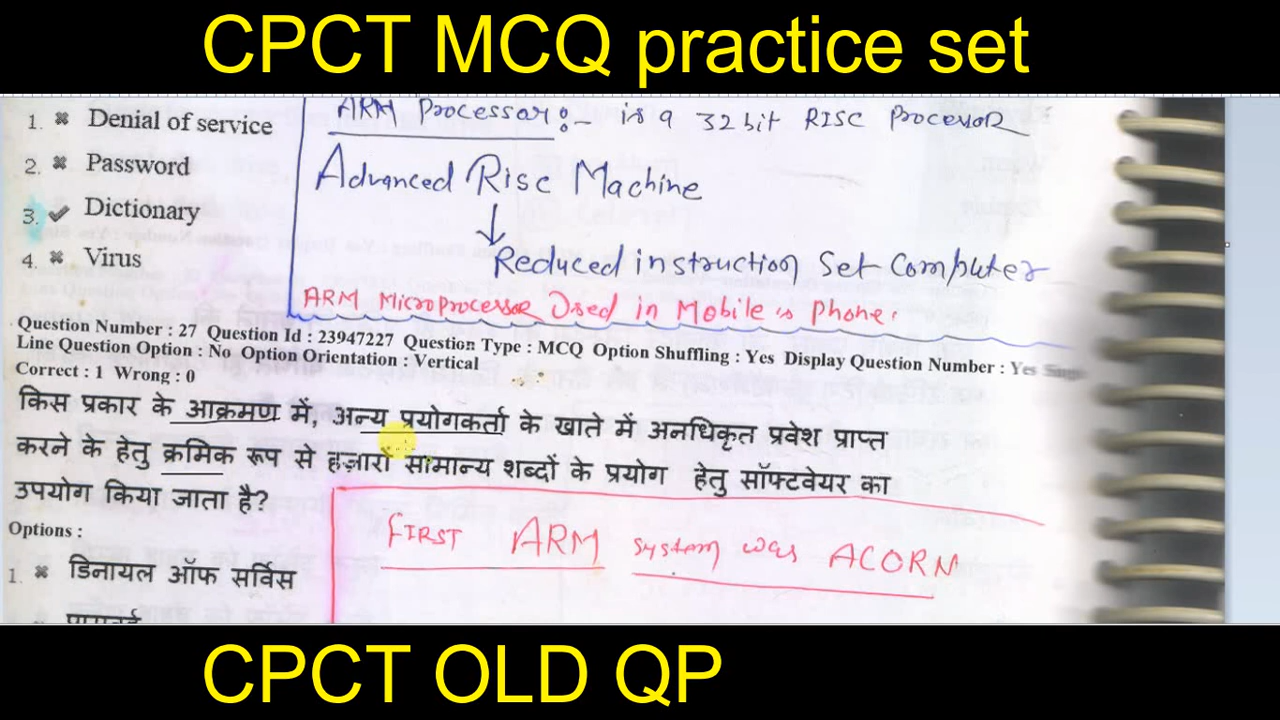 CPCT MCQ practice set
1. ✖ Denial of service
2. ✖ Password
3. ✔ Dictionary
4. ✖ Virus
ARM Processor:- is a 32 bit RISC Processor
Advanced RISC Machine
Reduced instruction Set Computer
ARM Microprocessor Used in Mobile's Phone.
Question Number : 27 Question Id : 23947227 Question Type : MCQ Option Shuffling : Yes Display Question Number : Yes
Line Question Option : No Option Orientation : Vertical
Correct : 1 Wrong : 0
किस प्रकार के आक्रमण में, अन्य प्रयोगकर्ता के खाते में अनधिकृत प्रवेश प्राप्त
करने के हेतु क्रमिक रूप से हज़ारों सामान्य शब्दों के प्रयोग हेतु सॉफ्टवेयर का
उपयोग किया जाता है?
Options :
FIRST ARM system was ACORN
1. ✖ डिनायल ऑफ सर्विस
CPCT OLD QP